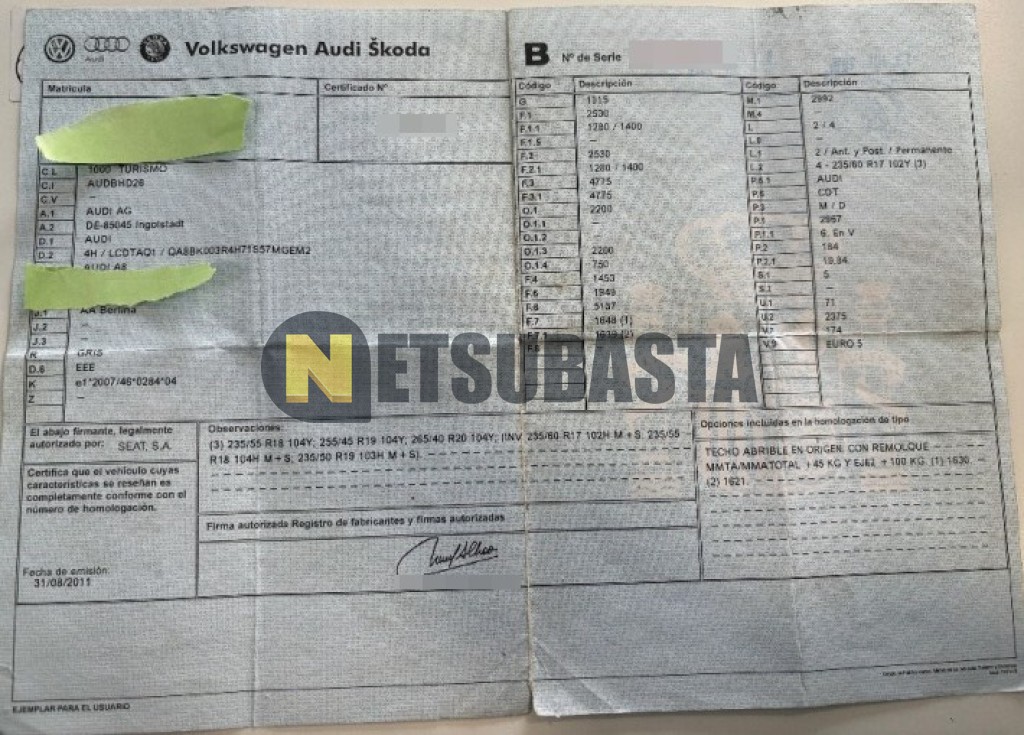 Audi
Volkswagen Audi Škoda
B Nº de Serie
Matrícula
Certificado Nº
C.L 1000 TURISMO
C.I AUDBHD26
C.V –
A.1 AUDI AG
A.2 DE-85045 Ingolstadt
D.1 AUDI
D.2 4H / LCDTAQ1 / QA8BK003R4H71S57MGEM2
AUDI A8
J.1 AA Berlina
J.2 –
J.3 –
R GRIS
D.6 EEE
K e1*2007/46*0284*04
Z –
Código Descripción
G 1915
F.1 2530
F.1.1 1280 / 1400
F.1.5 –
F.2 2530
F.2.1 1280 / 1400
F.3 4775
F.3.1 4775
O.1 2200
O.1.1 –
O.1.2
O.1.3 2200
O.1.4 750
F.4 1453
F.5 1949
F.6 5137
F.7 1648 (1)
F.7.1 1639 (2)
F.8
Código Descripción
M.1 2992
M.4 –
L 2 / 4
L.0 –
L.1 2 / Ant. y Post. / Permanente
L.2 4 - 235/60 R17 102Y (3)
P.5.1 AUDI
P.5 CDT
P.3 M / D
P.1 2967
P.1.1 6. En V
P.2 184
P.2.1 19,84
S.1 5
S.1 –
U.1 71
U.2 2375
V.7 174
V.9 EURO 5
NETSUBASTA
El abajo firmante, legalmente
autorizado por: SEAT, S.A.
Certifica que el vehículo cuyas
características se reseñan es
completamente conforme con el
número de homologación.
Fecha de emisión:
31/08/2011
Observaciones:
(3) 235/55 R18 104Y; 255/45 R19 104Y; 265/40 R20 104Y; (INV 235/60 R17 102H M + S; 235/55
R18 104H M + S; 235/50 R19 103H M + S).
Firma autorizada Registro de fabricantes y firmas autorizadas
Opciones incluidas en la homologación de tipo
TECHO ABRIBLE EN ORIGEN. CON REMOLQUE
MMTA/MMATOTAL +45 KG Y EJE2 +100 KG. (1) 1630.
(2) 1621.
EJEMPLAR PARA EL USUARIO